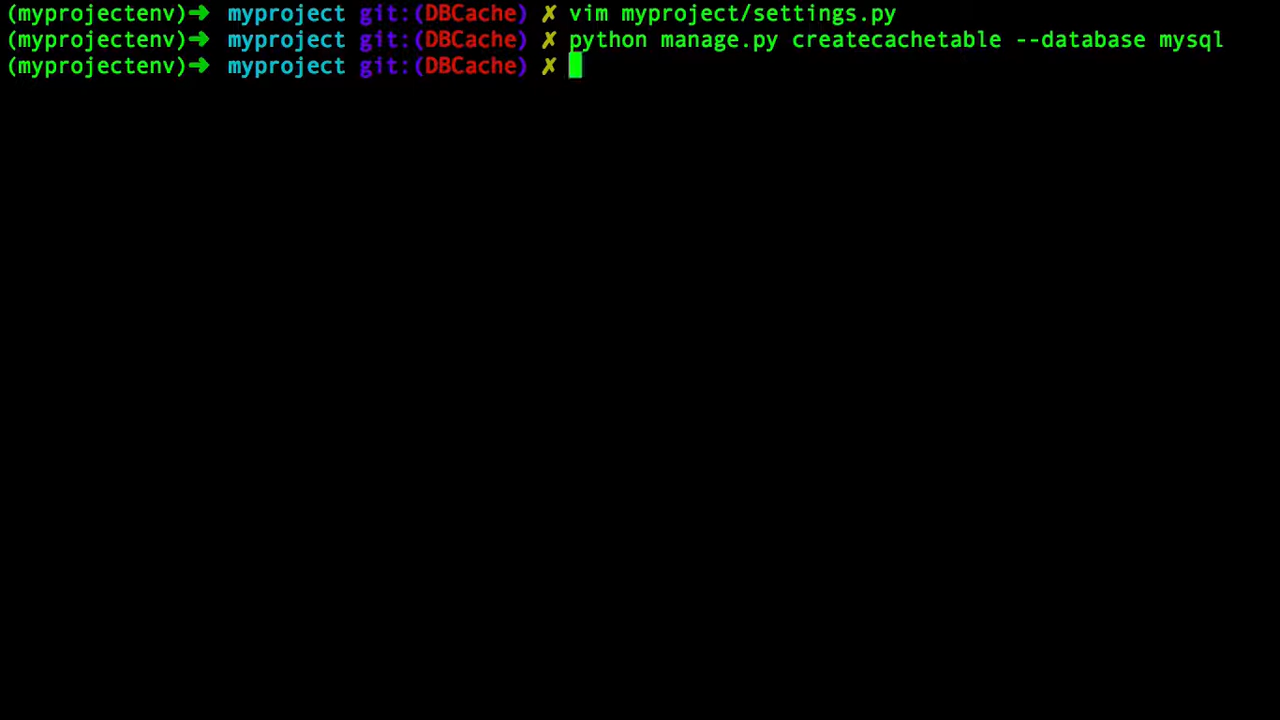 (myprojectenv)➜ myproject git:(DBCache) ✗ vim myproject/settings.py
(myprojectenv)➜ myproject git:(DBCache) ✗ python manage.py createcachetable --database mysql
(myprojectenv)➜ myproject git:(DBCache) ✗